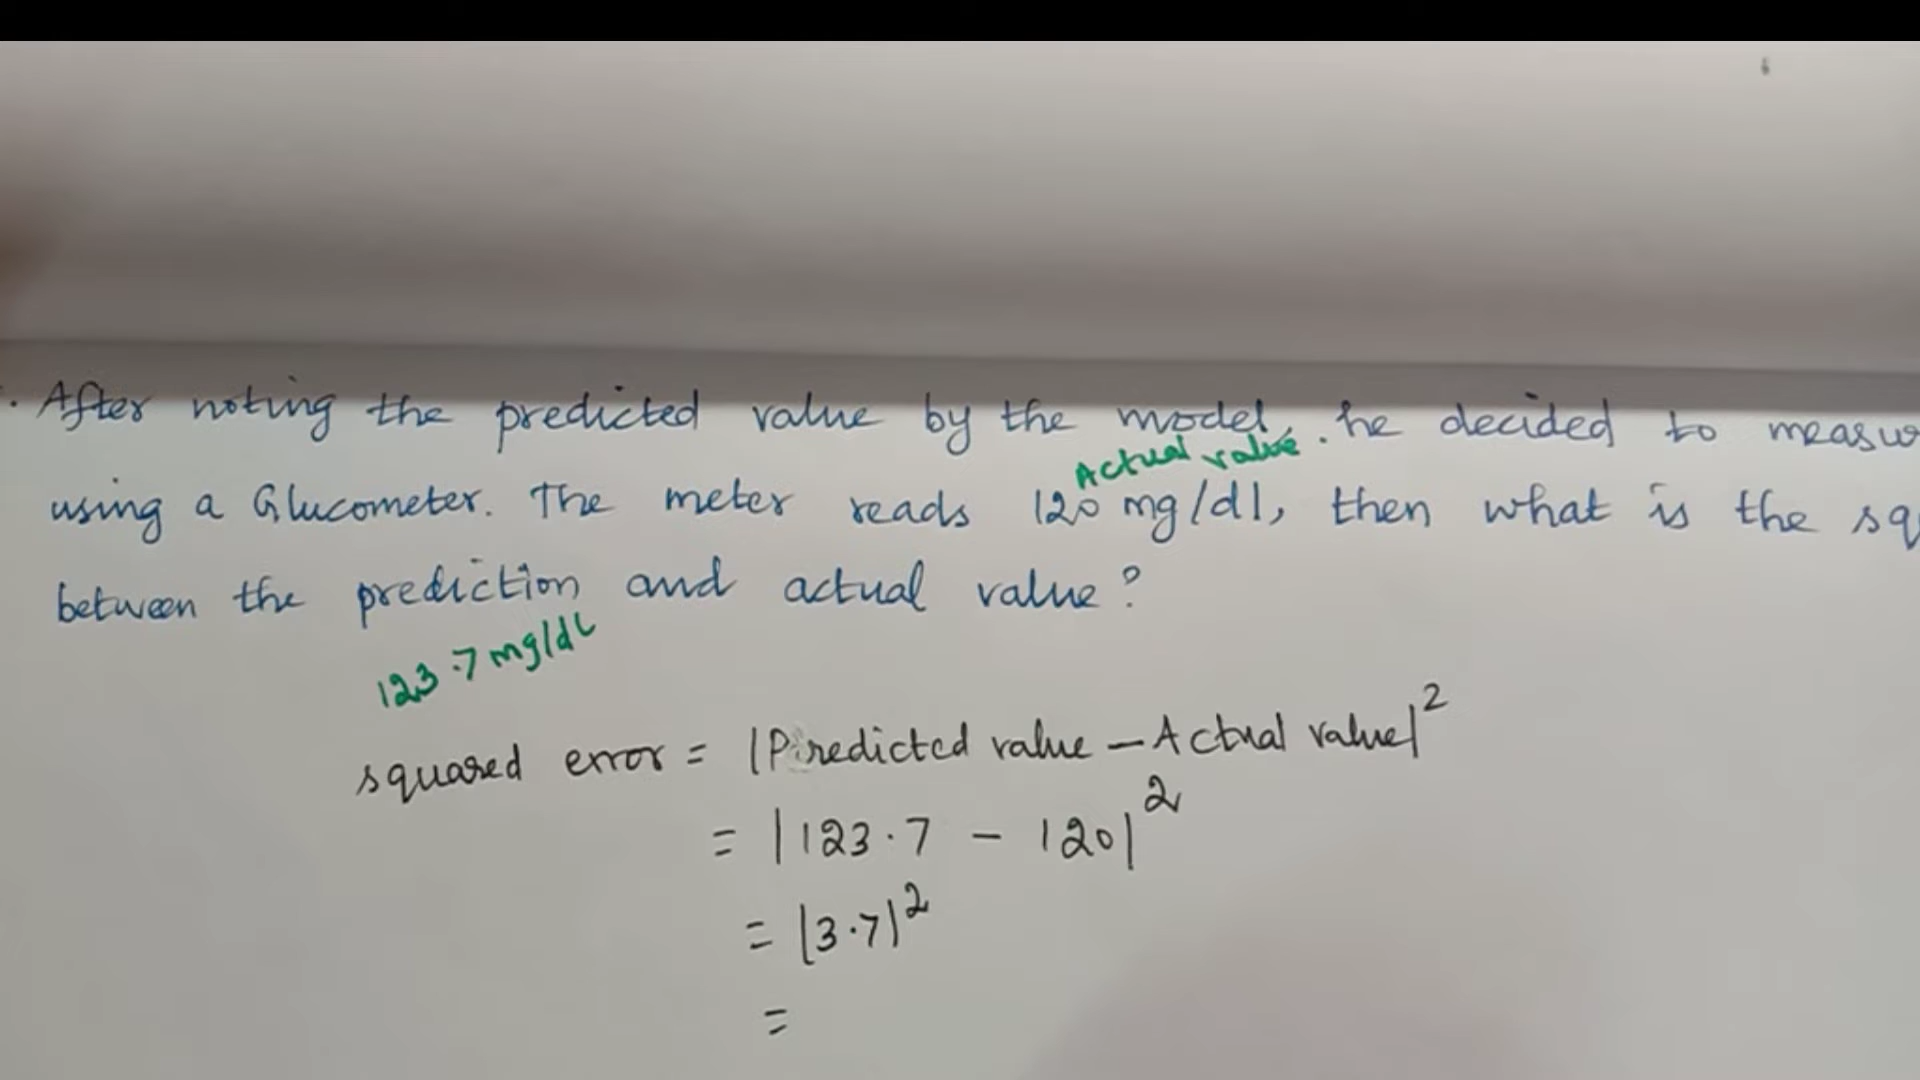 After noting the predicted value by the model, he decided to
Actual value.
using a Glucometer. The meter reads 120 mg/dl, then what is the
between the prediction and actual value?
123.7 mg/dL
squared error = |Predicted value - Actual value|²
= |123.7 - 120|²
= |3.7|²
=